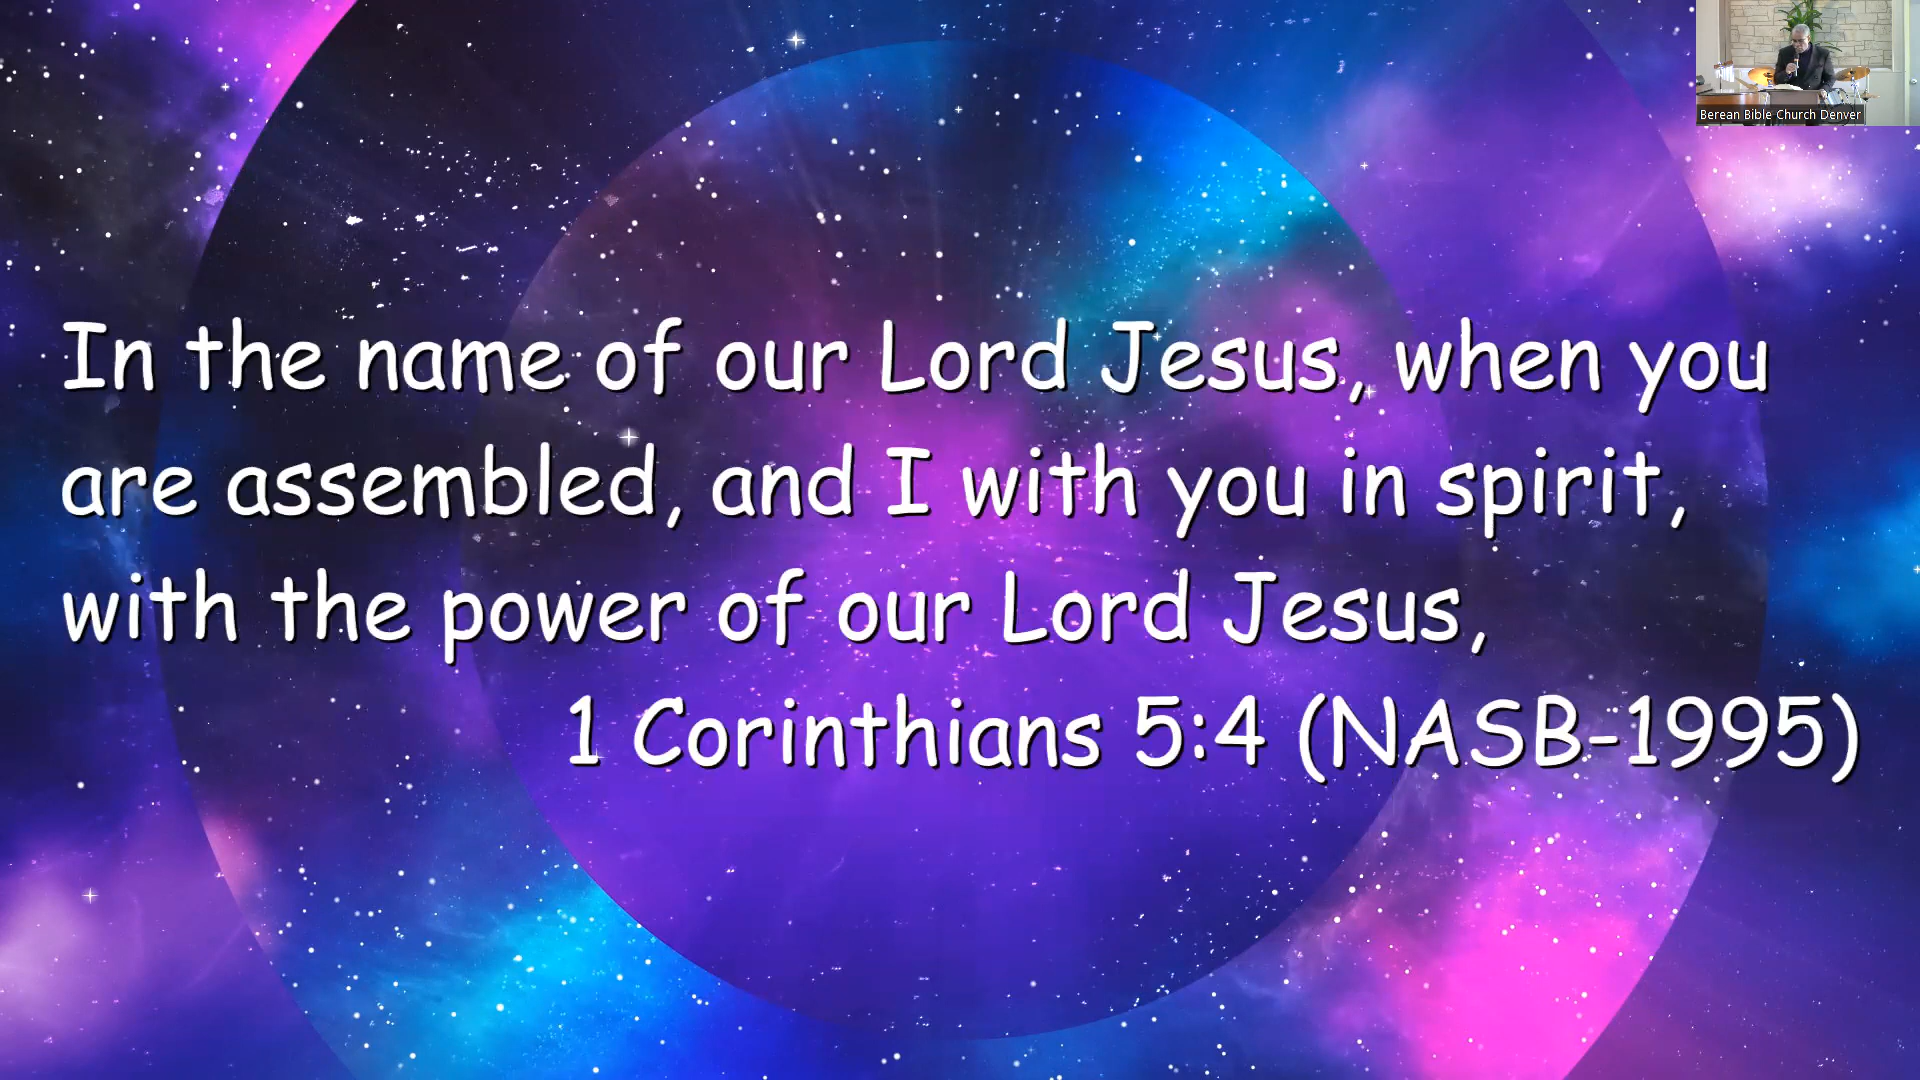 Berean Bible Church Denver
In the name of our Lord Jesus, when you
are assembled, and I with you in spirit,
with the power of our Lord Jesus,
1 Corinthians 5:4 (NASB-1995)